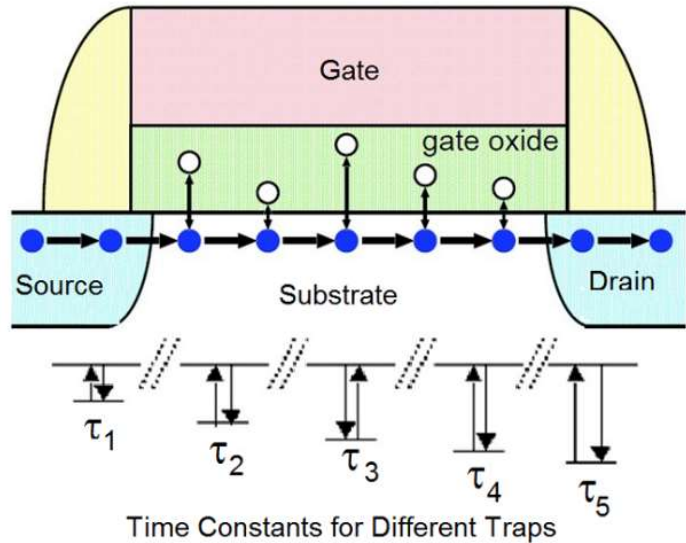 Gate
gate oxide
Source
Substrate
Drain
τ1
τ2
τ3
τ4
τ5
Time Constants for Different Traps